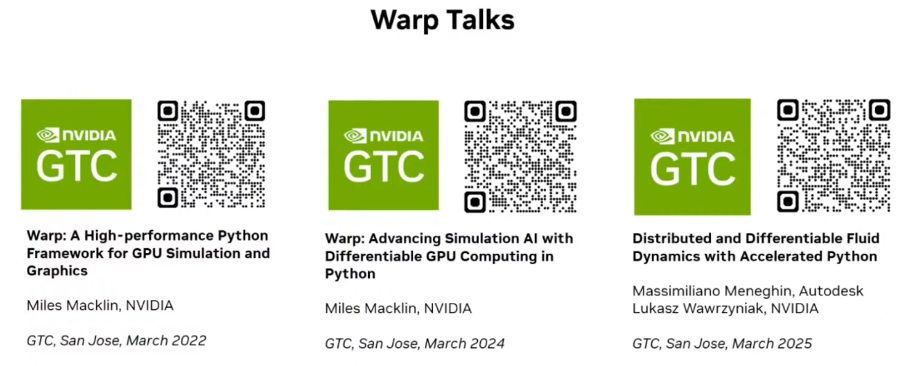 Warp Talks
NVIDIA
GTC
Warp: A High-performance Python
Framework for GPU Simulation and
Graphics
Miles Macklin, NVIDIA
GTC, San Jose, March 2022
NVIDIA
GTC
Warp: Advancing Simulation AI with
Differentiable GPU Computing in
Python
Miles Macklin, NVIDIA
GTC, San Jose, March 2024
NVIDIA
GTC
Distributed and Differentiable Fluid
Dynamics with Accelerated Python
Massimiliano Meneghin, Autodesk
Lukasz Wawrzyniak, NVIDIA
GTC, San Jose, March 2025